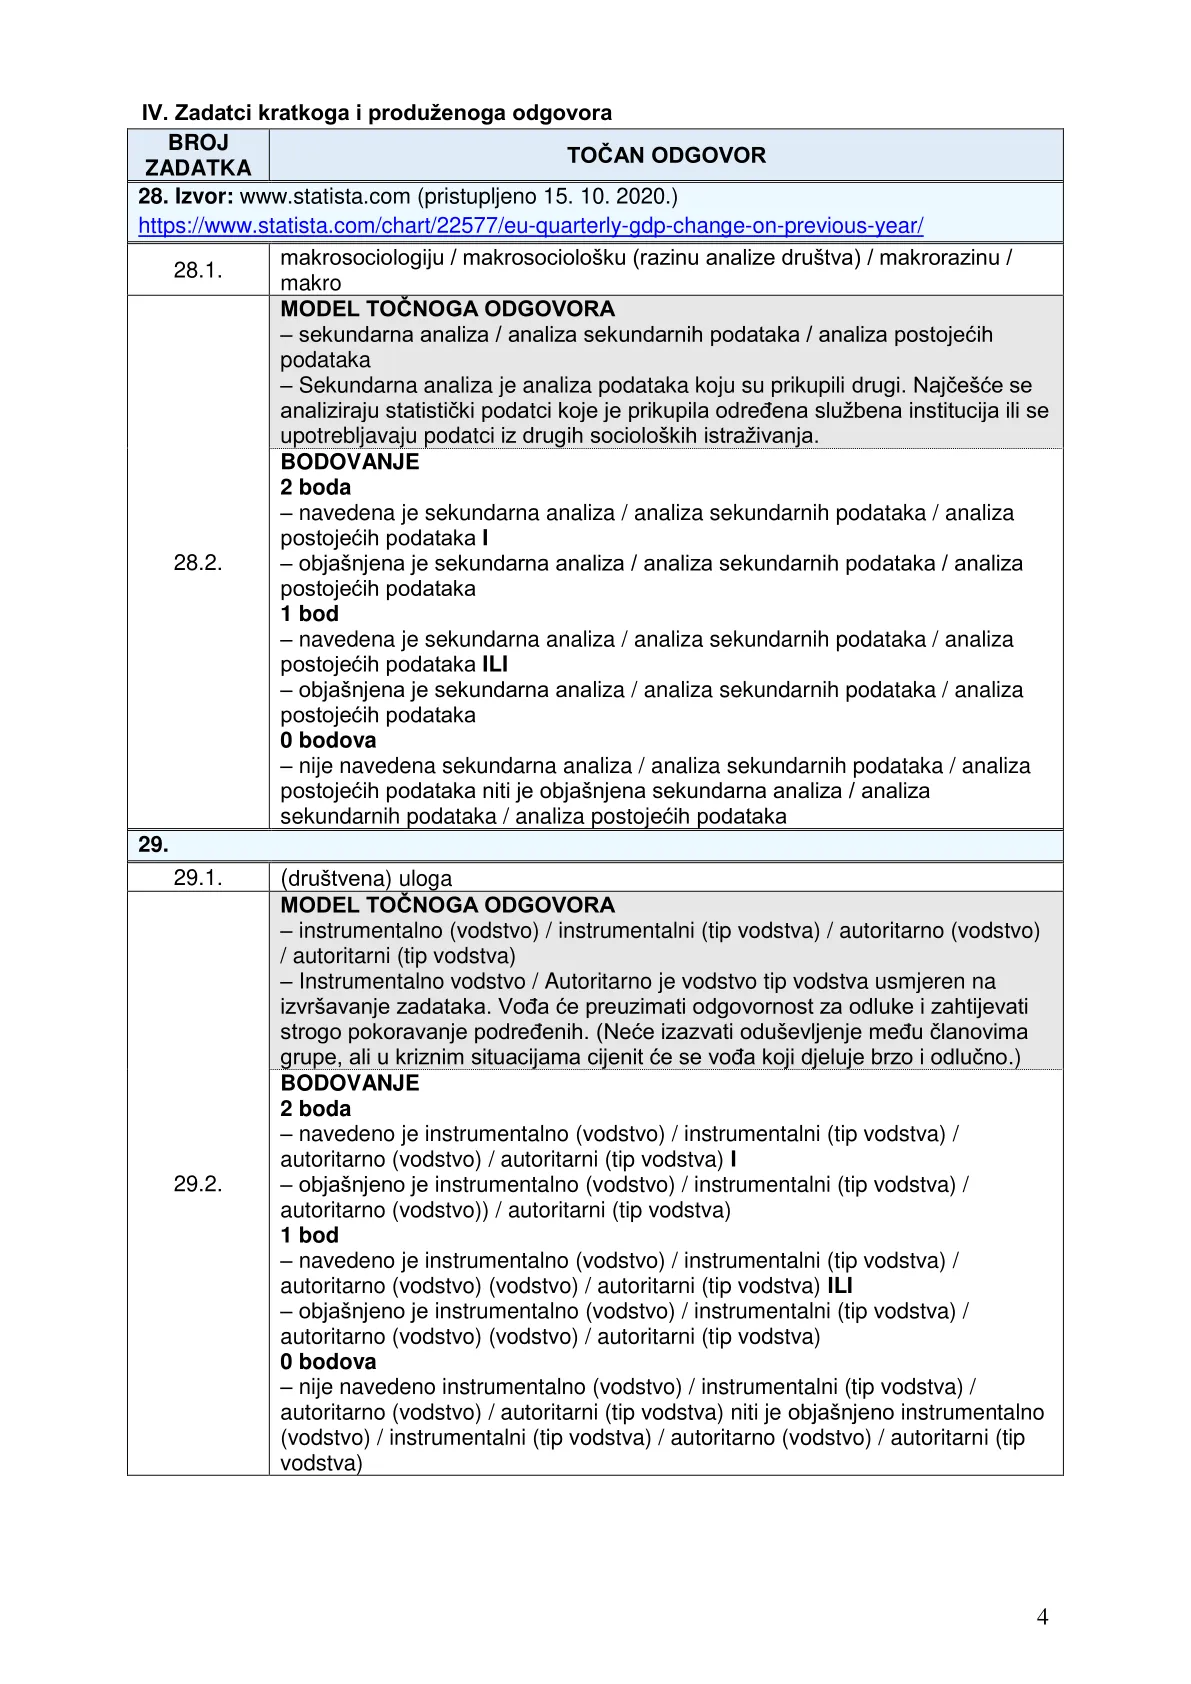 IV. Zadatci kratkoga i produženoga odgovora
BROJ
ZADATKA
TOČAN ODGOVOR
28. Izvor: www.statista.com (pristupljeno 15. 10. 2020.)
https://www.statista.com/chart/22577/eu-quarterly-gdp-change-on-previous-year/
28.1.
makrosociologiju / makrosociološku (razinu analize društva) / makrorazinu /
makro
28.2.
MODEL TOČNOGA ODGOVORA
– sekundarna analiza / analiza sekundarnih podataka / analiza postojećih
podataka
– Sekundarna analiza je analiza podataka koju su prikupili drugi. Najčešće se
analiziraju statistički podatci koje je prikupila određena službena institucija ili se
upotrebljavaju podatci iz drugih socioloških istraživanja.
BODOVANJE
2 boda
– navedena je sekundarna analiza / analiza sekundarnih podataka / analiza
postojećih podataka I
– objašnjena je sekundarna analiza / analiza sekundarnih podataka / analiza
postojećih podataka
1 bod
– navedena je sekundarna analiza / analiza sekundarnih podataka / analiza
postojećih podataka ILI
– objašnjena je sekundarna analiza / analiza sekundarnih podataka / analiza
postojećih podataka
0 bodova
– nije navedena sekundarna analiza / analiza sekundarnih podataka / analiza
postojećih podataka niti je objašnjena sekundarna analiza / analiza
sekundarnih podataka / analiza postojećih podataka
29.
29.1.
(društvena) uloga
29.2.
MODEL TOČNOGA ODGOVORA
– instrumentalno (vodstvo) / instrumentalni (tip vodstva) / autoritarno (vodstvo)
/ autoritarni (tip vodstva)
– Instrumentalno vodstvo / Autoritarno je vodstvo tip vodstva usmjeren na
izvršavanje zadataka. Vođa će preuzimati odgovornost za odluke i zahtijevati
strogo pokoravanje podređenih. (Neće izazvati oduševljenje među članovima
grupe, ali u kriznim situacijama cijenit će se vođa koji djeluje brzo i odlučno.)
BODOVANJE
2 boda
– navedeno je instrumentalno (vodstvo) / instrumentalni (tip vodstva) /
autoritarno (vodstvo) / autoritarni (tip vodstva) I
– objašnjeno je instrumentalno (vodstvo) / instrumentalni (tip vodstva) /
autoritarno (vodstvo)) / autoritarni (tip vodstva)
1 bod
– navedeno je instrumentalno (vodstvo) / instrumentalni (tip vodstva) /
autoritarno (vodstvo) (vodstvo) / autoritarni (tip vodstva) ILI
– objašnjeno je instrumentalno (vodstvo) / instrumentalni (tip vodstva) /
autoritarno (vodstvo) (vodstvo) / autoritarni (tip vodstva)
0 bodova
– nije navedeno instrumentalno (vodstvo) / instrumentalni (tip vodstva) /
autoritarno (vodstvo) / autoritarni (tip vodstva) niti je objašnjeno instrumentalno
(vodstvo) / instrumentalni (tip vodstva) / autoritarno (vodstvo) / autoritarni (tip
vodstva)
4